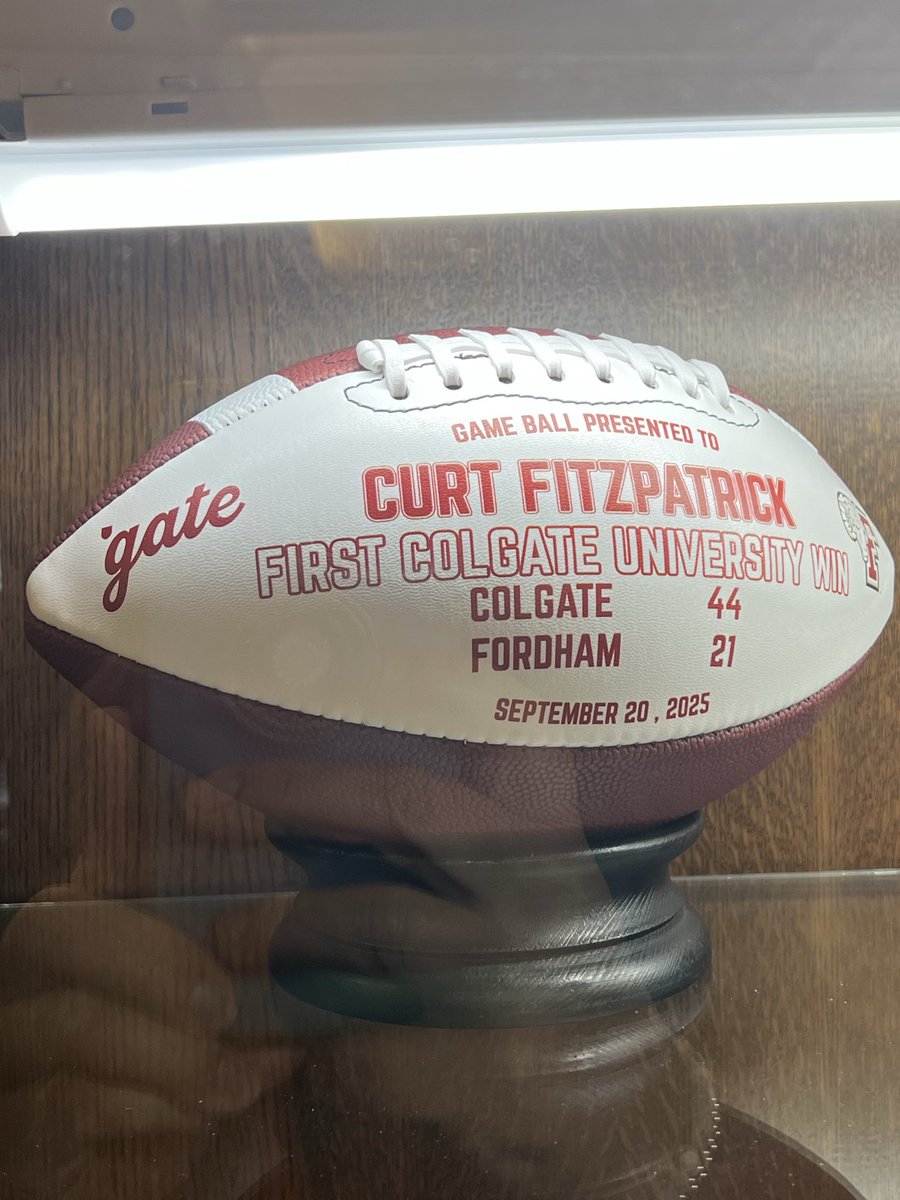 GAME BALL PRESENTED TO
CURT FITZPATRICK
FIRST COLGATE UNIVERSITY WIN
COLGATE 44
FORDHAM 21
SEPTEMBER 20 , 2025
'gate